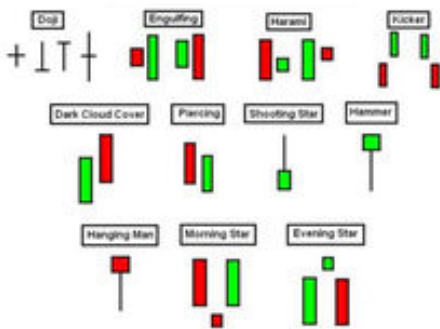 Doji
Engulfing
Harami
Kicker
Dark Cloud Cover
Piercing
Shooting Star
Hammer
Hanging Man
Morning Star
Evening Star